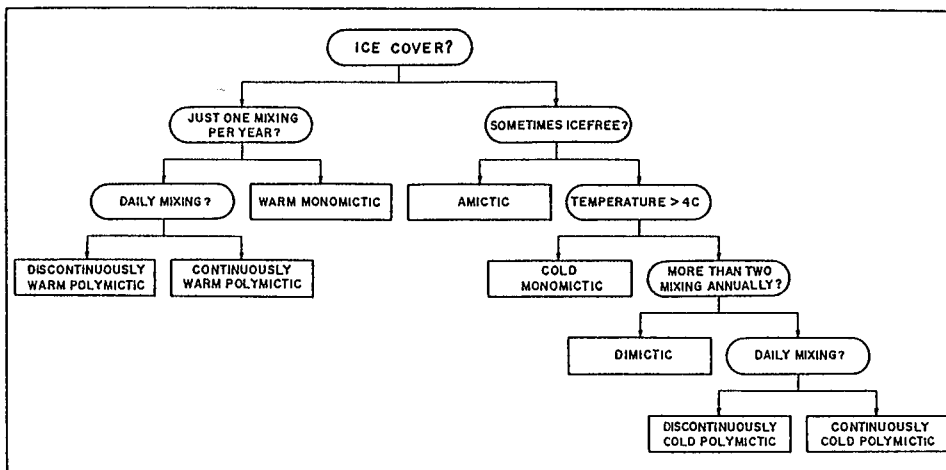 ICE COVER?
JUST ONE MIXING
PER YEAR?
SOMETIMES ICEFREE?
DAILY MIXING?
WARM MONOMICTIC
AMICTIC
TEMPERATURE > 4C
DISCONTINUOUSLY
WARM POLYMICTIC
CONTINUOUSLY
WARM POLYMICTIC
COLD
MONOMICTIC
MORE THAN TWO
MIXING ANNUALLY?
DIMICTIC
DAILY MIXING?
DISCONTINUOUSLY
COLD POLYMICTIC
CONTINUOUSLY
COLD POLYMICTIC